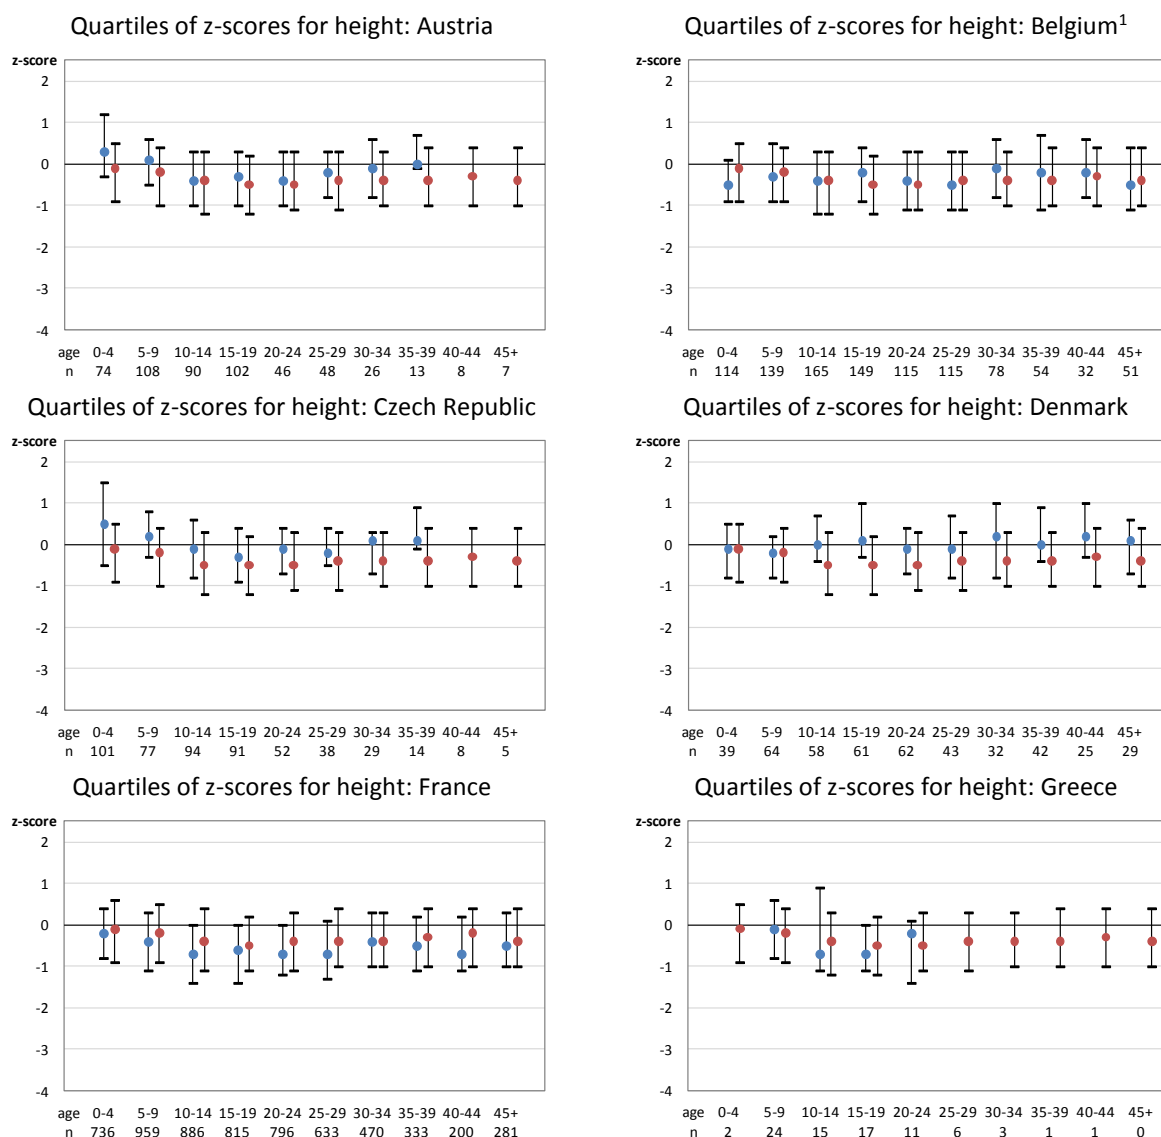 Quartiles of z-scores for height: Austria
z-score
2
1
0
-1
-2
-3
-4
age 0-4 5-9 10-14 15-19 20-24 25-29 30-34 35-39 40-44 45+
n 74 108 90 102 46 48 26 13 8 7
Quartiles of z-scores for height: Belgium¹
z-score
2
1
0
-1
-2
-3
-4
age 0-4 5-9 10-14 15-19 20-24 25-29 30-34 35-39 40-44 45+
n 114 139 165 149 115 115 78 54 32 51
Quartiles of z-scores for height: Czech Republic
z-score
2
1
0
-1
-2
-3
-4
age 0-4 5-9 10-14 15-19 20-24 25-29 30-34 35-39 40-44 45+
n 101 77 94 91 52 38 29 14 8 5
Quartiles of z-scores for height: Denmark
z-score
2
1
0
-1
-2
-3
-4
age 0-4 5-9 10-14 15-19 20-24 25-29 30-34 35-39 40-44 45+
n 39 64 58 61 62 43 32 42 25 29
Quartiles of z-scores for height: France
z-score
2
1
0
-1
-2
-3
-4
age 0-4 5-9 10-14 15-19 20-24 25-29 30-34 35-39 40-44 45+
n 736 959 886 815 796 633 470 333 200 281
Quartiles of z-scores for height: Greece
z-score
2
1
0
-1
-2
-3
-4
age 0-4 5-9 10-14 15-19 20-24 25-29 30-34 35-39 40-44 45+
n 2 24 15 17 11 6 3 1 1 0